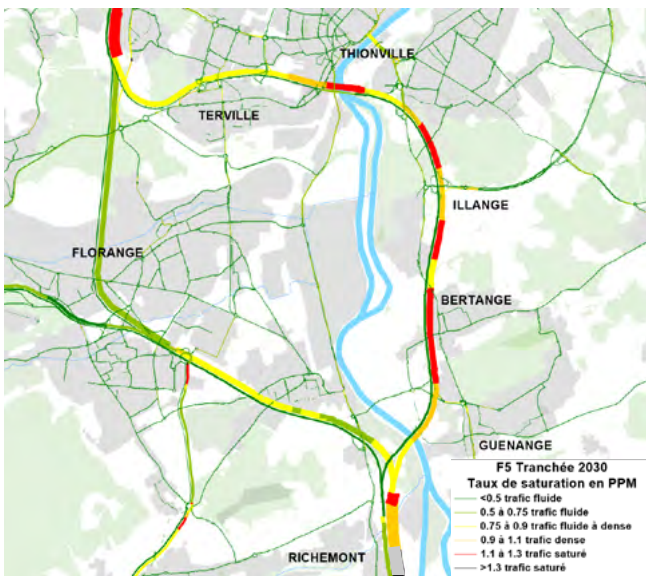 THIONVILLE
TERVILLE
ILLANGE
FLORANGE
BERTANGE
GUENANGE
F5 Tranchée 2030
Taux de saturation en PPM
<0.5 trafic fluide
0.5 à 0.75 trafic fluide
0.75 à 0.9 trafic fluide à dense
0.9 à 1.1 trafic dense
1.1 à 1.3 trafic saturé
>1.3 trafic saturé
RICHEMONT